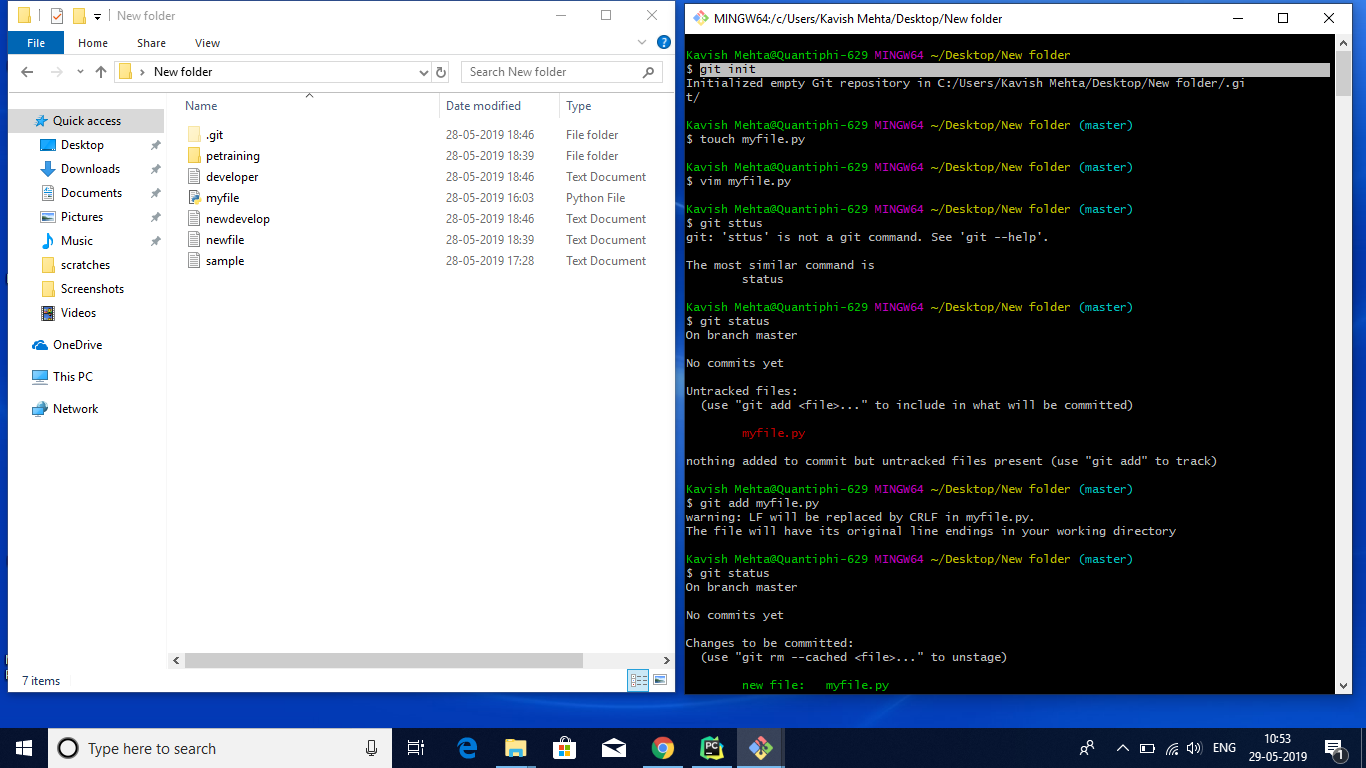 New folder
File Home Share View
New folder
Search New folder
Name Date modified Type
Quick access
Desktop
Downloads
Documents
Pictures
Music
scratches
Screenshots
Videos
OneDrive
This PC
Network
.git 28-05-2019 18:46 File folder
petraining 28-05-2019 18:39 File folder
developer 28-05-2019 18:46 Text Document
myfile 28-05-2019 16:03 Python File
newdevelop 28-05-2019 18:46 Text Document
newfile 28-05-2019 18:39 Text Document
sample 28-05-2019 17:28 Text Document
7 items
MINGW64:/c/Users/Kavish Mehta/Desktop/New folder
Kavish Mehta@Quantiphi-629 MINGW64 ~/Desktop/New folder
$ git init
Initialized empty Git repository in C:/Users/Kavish Mehta/Desktop/New folder/.gi
t/
Kavish Mehta@Quantiphi-629 MINGW64 ~/Desktop/New folder (master)
$ touch myfile.py
Kavish Mehta@Quantiphi-629 MINGW64 ~/Desktop/New folder (master)
$ vim myfile.py
Kavish Mehta@Quantiphi-629 MINGW64 ~/Desktop/New folder (master)
$ git sttus
git: 'sttus' is not a git command. See 'git --help'.
The most similar command is
status
Kavish Mehta@Quantiphi-629 MINGW64 ~/Desktop/New folder (master)
$ git status
On branch master
No commits yet
Untracked files:
(use "git add <file>..." to include in what will be committed)
myfile.py
nothing added to commit but untracked files present (use "git add" to track)
Kavish Mehta@Quantiphi-629 MINGW64 ~/Desktop/New folder (master)
$ git add myfile.py
warning: LF will be replaced by CRLF in myfile.py.
The file will have its original line endings in your working directory
Kavish Mehta@Quantiphi-629 MINGW64 ~/Desktop/New folder (master)
$ git status
On branch master
No commits yet
Changes to be committed:
(use "git rm --cached <file>..." to unstage)
new file: myfile.py
Type here to search
PC
ENG
10:53
29-05-2019
1